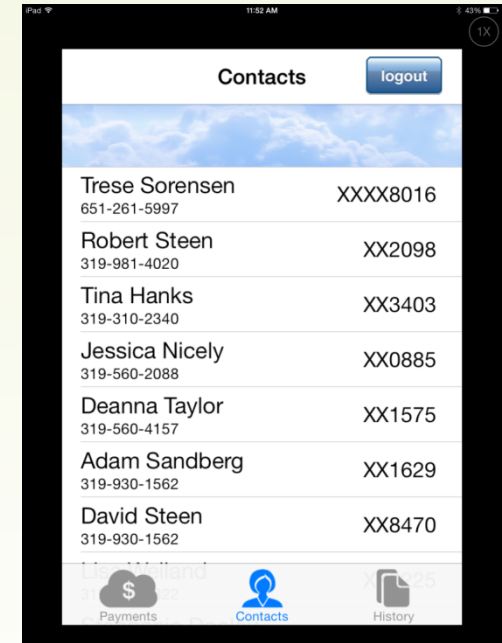 iPad 11:52 AM 43%
1X
Contacts logout
Trese Sorensen
651-261-5997 XXXX8016
Robert Steen
319-981-4020 XX2098
Tina Hanks
319-310-2340 XX3403
Jessica Nicely
319-560-2088 XX0885
Deanna Taylor
319-560-4157 XX1575
Adam Sandberg
319-930-1562 XX1629
David Steen
319-930-1562 XX8470
Lisa Weiland
$
Payments Contacts History